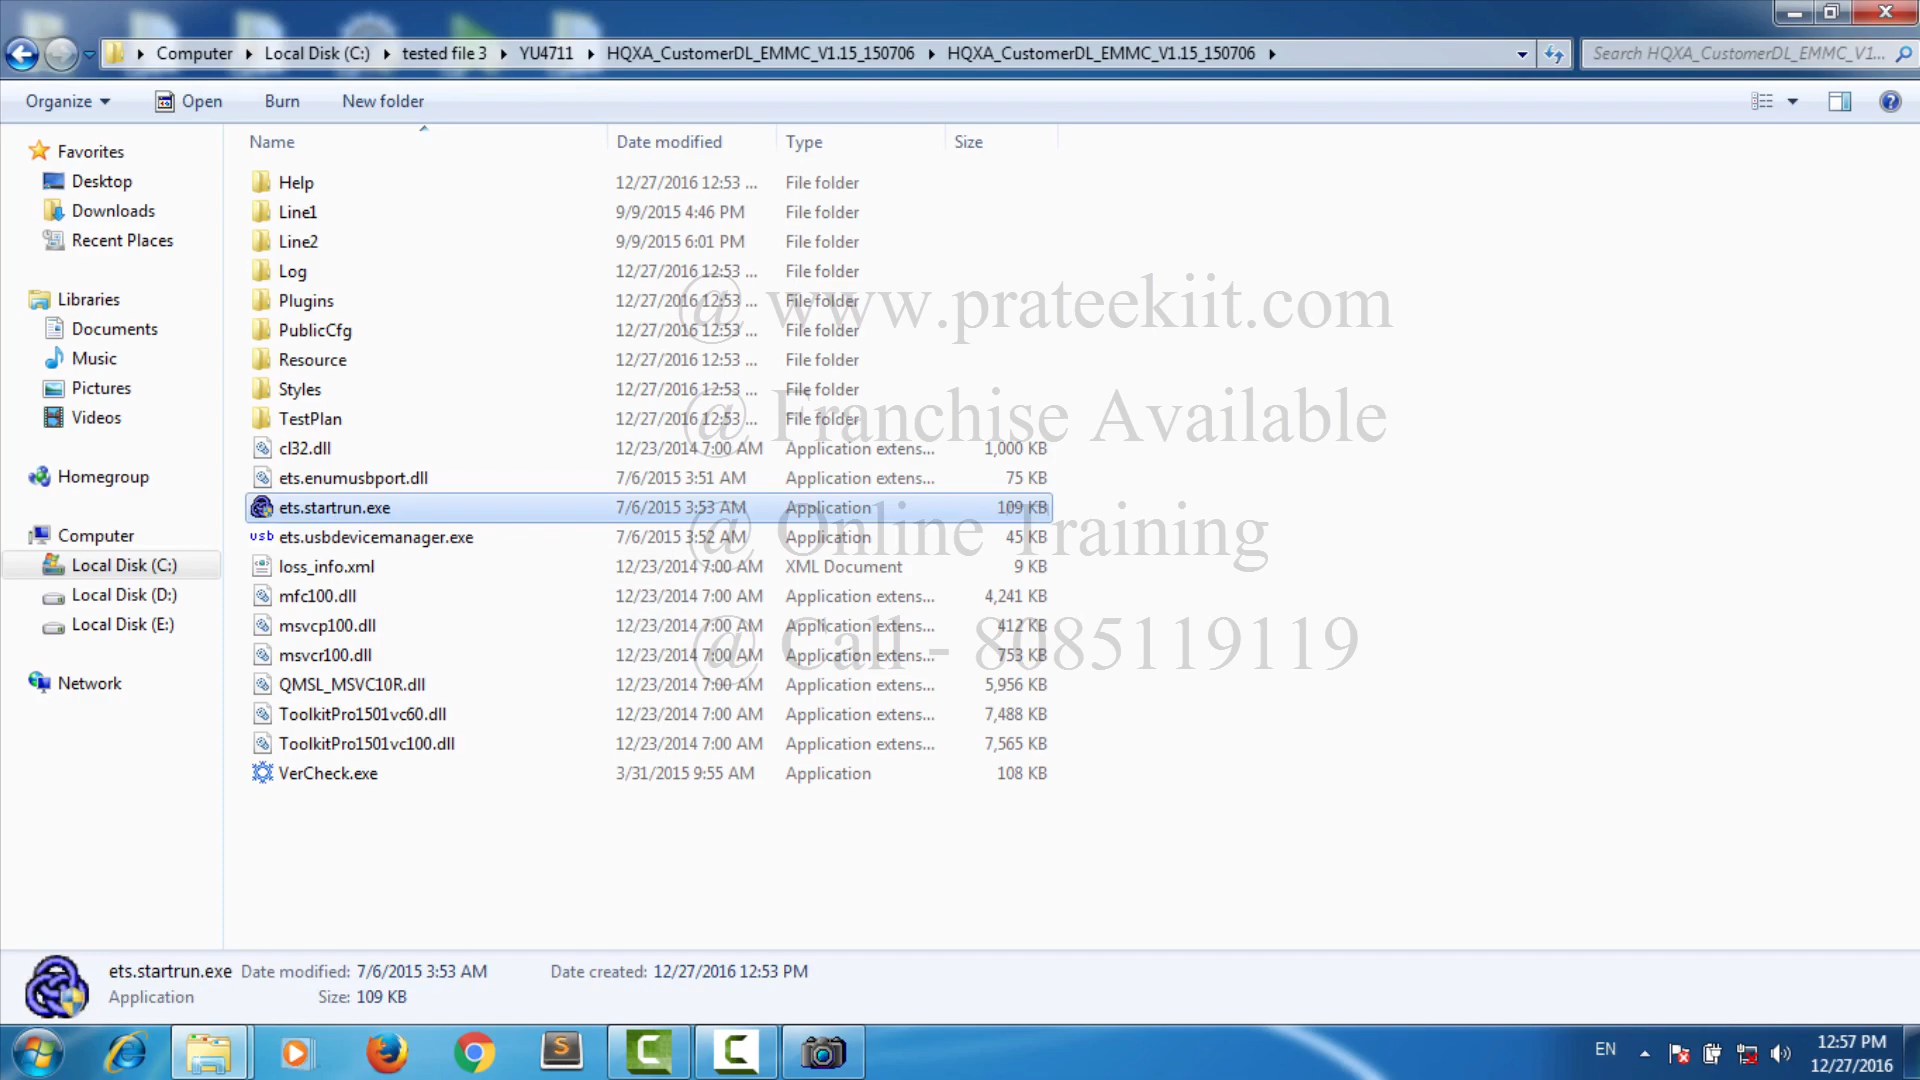 Computer Local Disk (C:) tested file 3 YU4711 HQXA_CustomerDL_EMMC_V1.15_150706 HQXA_CustomerDL_EMMC_V1.15_150706 Search HQXA_CustomerDL_EMMC_V1...
Organize Open Burn New folder
Name Date modified Type Size
Favorites
Desktop
Downloads
Recent Places
Libraries
Documents
Music
Pictures
Videos
Homegroup
Computer
Local Disk (C:)
Local Disk (D:)
Local Disk (E:)
Network
Help 12/27/2016 12:53 ... File folder
Line1 9/9/2015 4:46 PM File folder
Line2 9/9/2015 6:01 PM File folder
Log 12/27/2016 12:53 ... File folder
Plugins 12/27/2016 12:53 ... File folder
PublicCfg 12/27/2016 12:53 ... File folder
Resource 12/27/2016 12:53 ... File folder
Styles 12/27/2016 12:53 ... File folder
TestPlan 12/27/2016 12:53 ... File folder
cl32.dll 12/23/2014 7:00 AM Application extens... 1,000 KB
ets.enumusbport.dll 7/6/2015 3:51 AM Application extens... 75 KB
ets.startrun.exe 7/6/2015 3:53 AM Application 109 KB
usb ets.usbdevicemanager.exe 7/6/2015 3:52 AM Application 45 KB
loss_info.xml 12/23/2014 7:00 AM XML Document 9 KB
mfc100.dll 12/23/2014 7:00 AM Application extens... 4,241 KB
msvcp100.dll 12/23/2014 7:00 AM Application extens... 412 KB
msvcr100.dll 12/23/2014 7:00 AM Application extens... 753 KB
QMSL_MSVC10R.dll 12/23/2014 7:00 AM Application extens... 5,956 KB
ToolkitPro1501vc60.dll 12/23/2014 7:00 AM Application extens... 7,488 KB
ToolkitPro1501vc100.dll 12/23/2014 7:00 AM Application extens... 7,565 KB
VerCheck.exe 3/31/2015 9:55 AM Application 108 KB
@ www.prateekiit.com
@ Franchise Available
@ Online Training
@ Call - 8085119119
ets.startrun.exe Date modified: 7/6/2015 3:53 AM Date created: 12/27/2016 12:53 PM
Application Size: 109 KB
EN 12:57 PM
12/27/2016